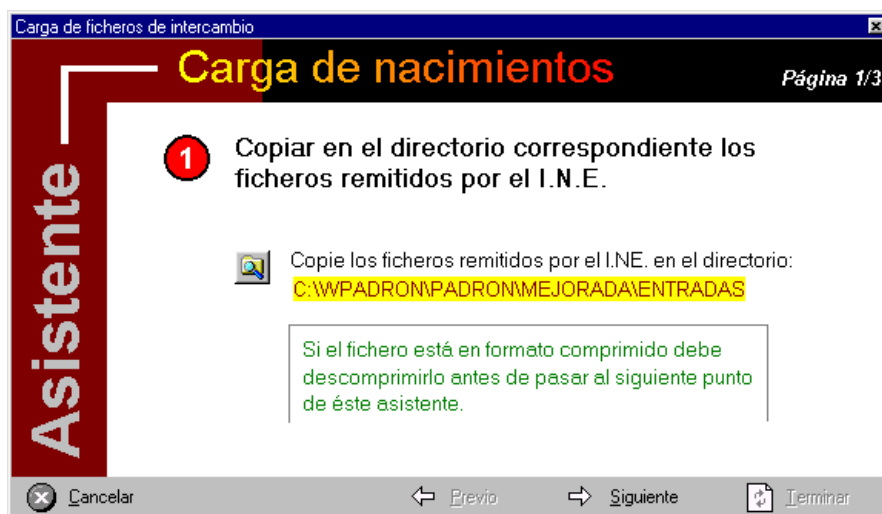 Carga de ficheros de intercambio
Carga de nacimientos
Página 1/3
Asistente
1
Copiar en el directorio correspondiente los
ficheros remitidos por el I.N.E.
Copie los ficheros remitidos por el I.NE. en el directorio:
C:\WPADRON\PADRON\MEJORADA\ENTRADAS
Si el fichero está en formato comprimido debe
descomprimirlo antes de pasar al siguiente punto
de éste asistente.
Cancelar
Previo
Siguiente
Terminar